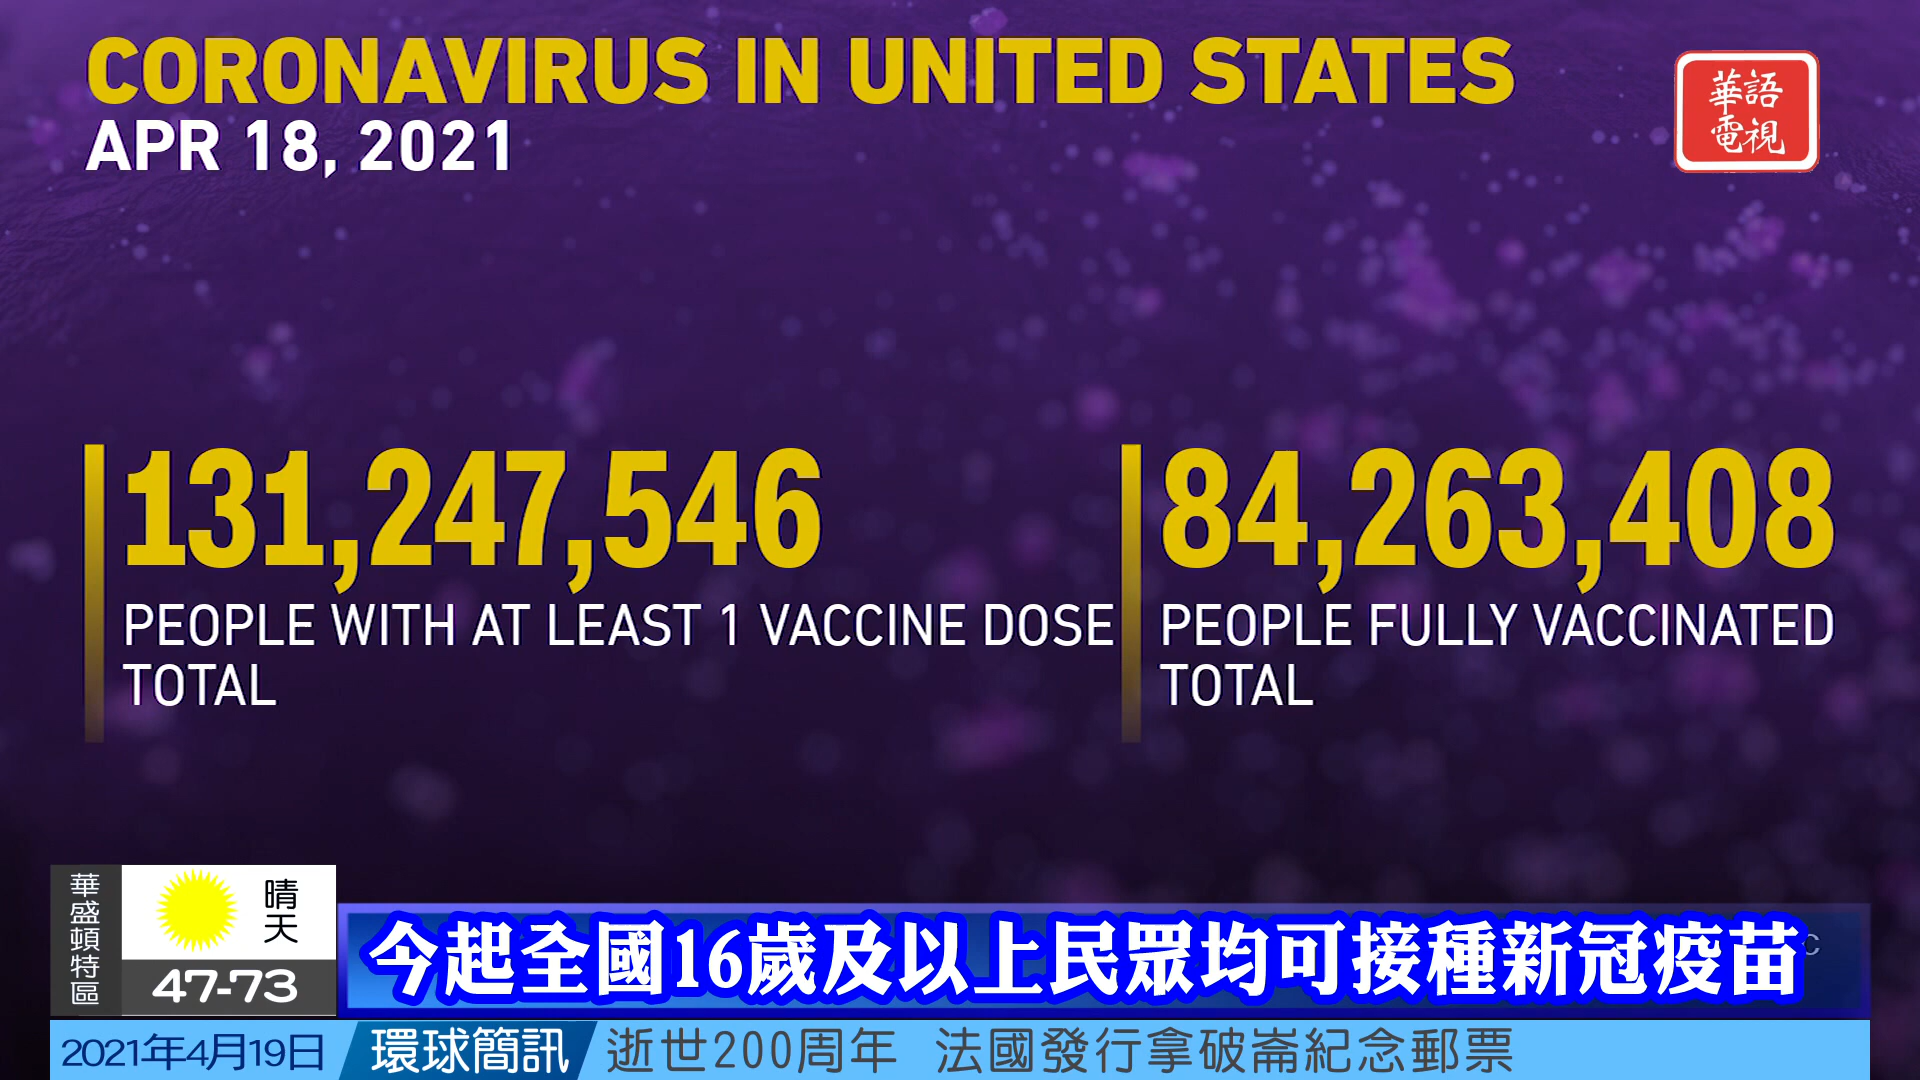 CORONAVIRUS IN UNITED STATES
APR 18, 2021
華語
電視
131,247,546
PEOPLE WITH AT LEAST 1 VACCINE DOSE
TOTAL
84,263,408
PEOPLE FULLY VACCINATED
TOTAL
華盛頓特區
晴天
47-73
今起全國16歲及以上民眾均可接種新冠疫苗
2021年4月19日
環球簡訊
逝世200周年 法國發行拿破崙紀念郵票